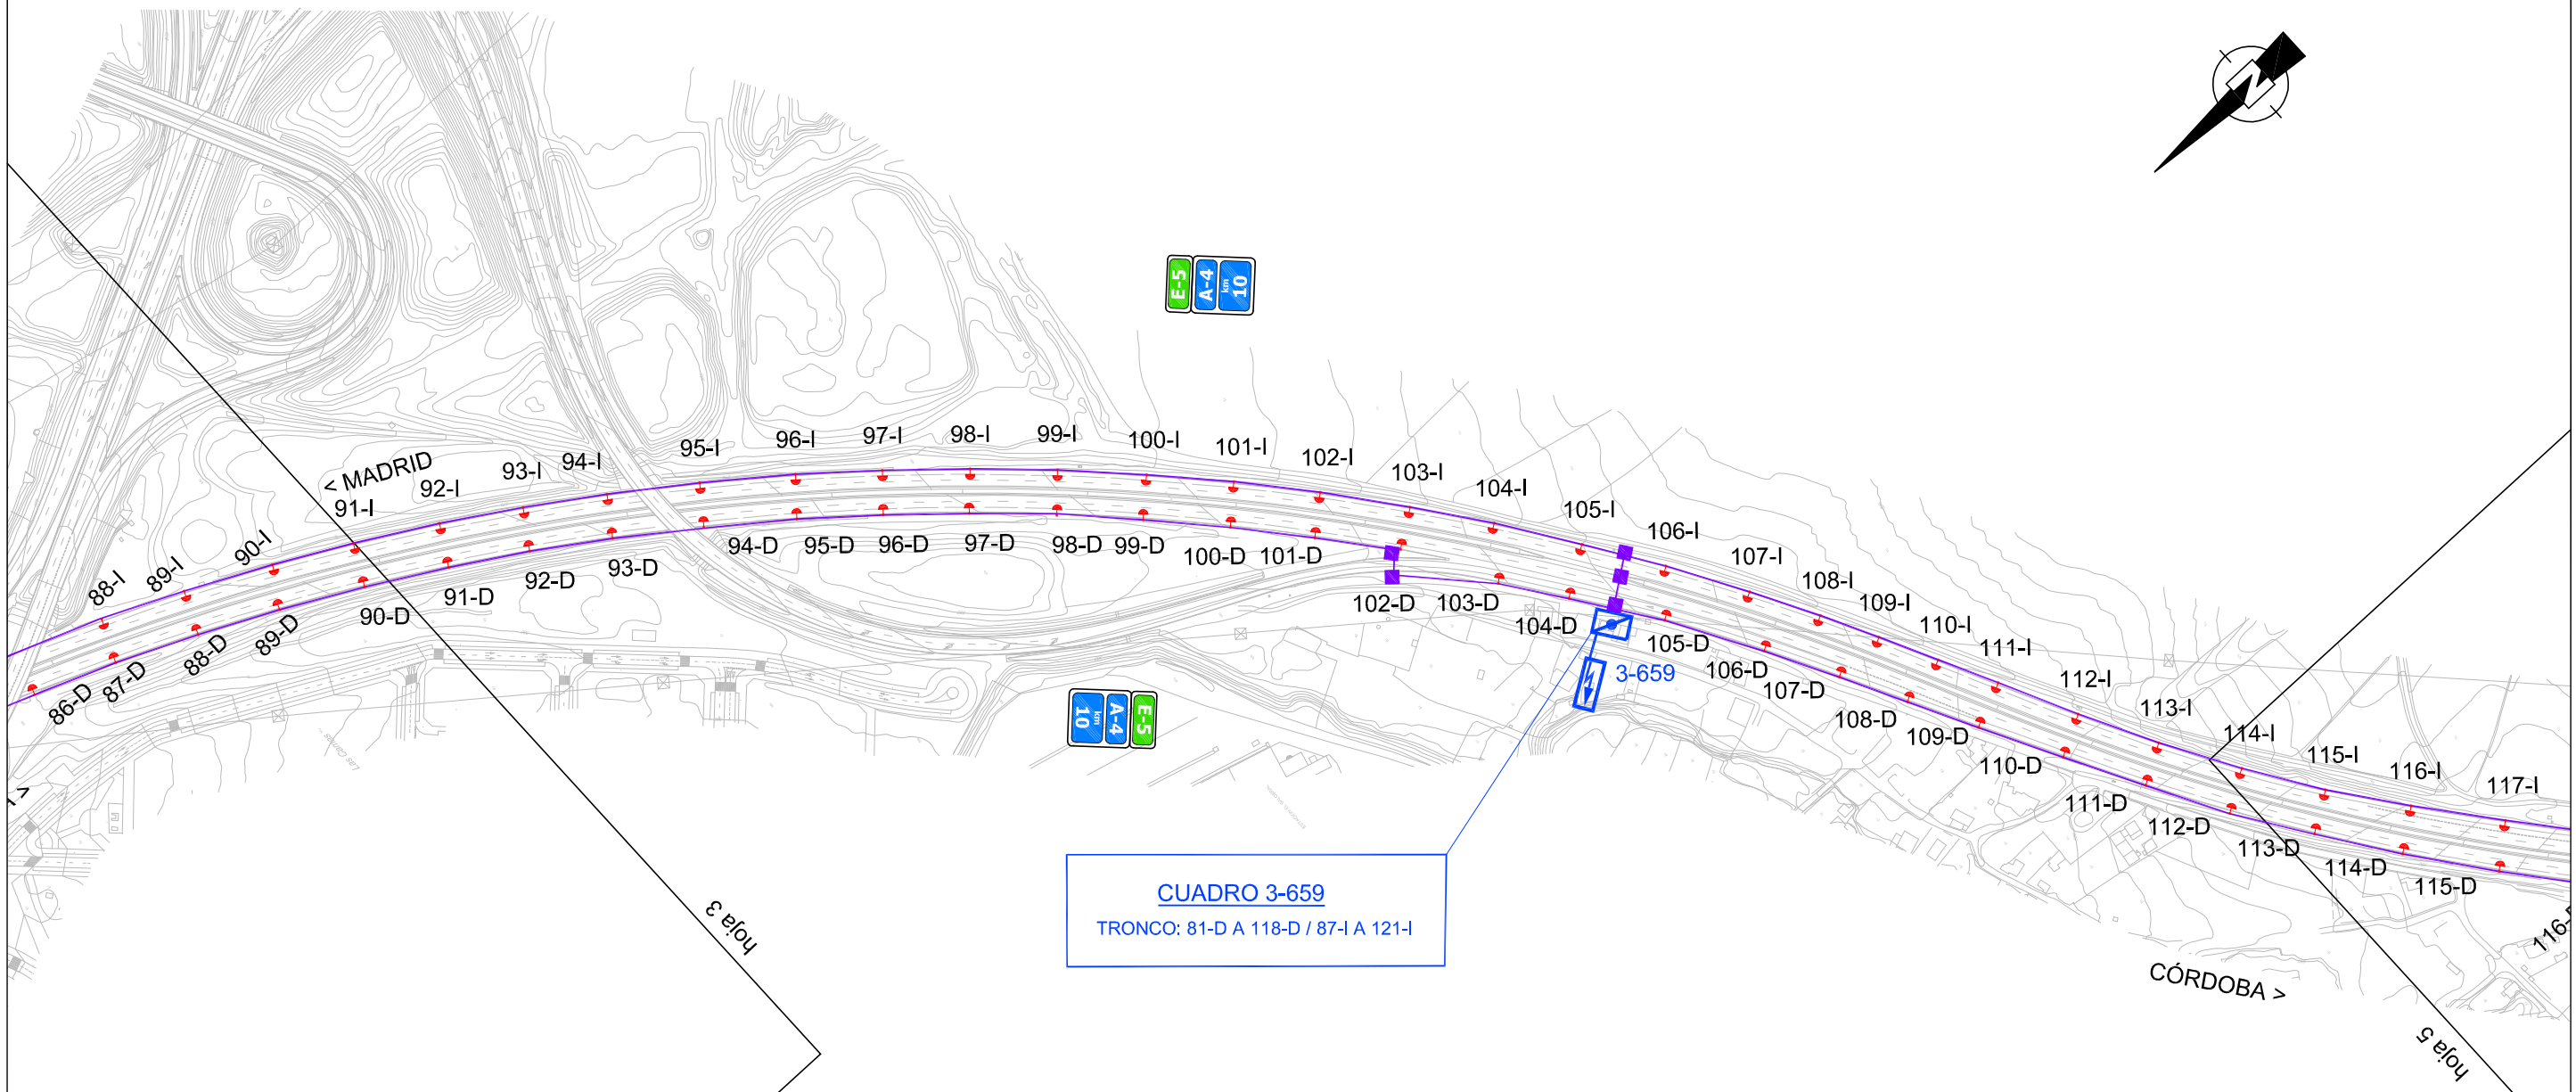 E-5
A-4
km
10
< MADRID
88-I
89-I
90-I
91-I
92-I
93-I
94-I
95-I
96-I
97-I
98-I
99-I
100-I
101-I
102-I
103-I
104-I
105-I
106-I
107-I
108-I
109-I
110-I
111-I
112-I
113-I
114-I
115-I
116-I
117-I
86-D
87-D
88-D
89-D
90-D
91-D
92-D
93-D
94-D
95-D
96-D
97-D
98-D
99-D
100-D
101-D
102-D
103-D
104-D
105-D
106-D
107-D
108-D
109-D
110-D
111-D
112-D
113-D
114-D
115-D
3-659
km
10
A-4
E-5
CUADRO 3-659
TRONCO: 81-D A 118-D / 87-I A 121-I
hoja 3
CÓRDOBA >
hoja 5